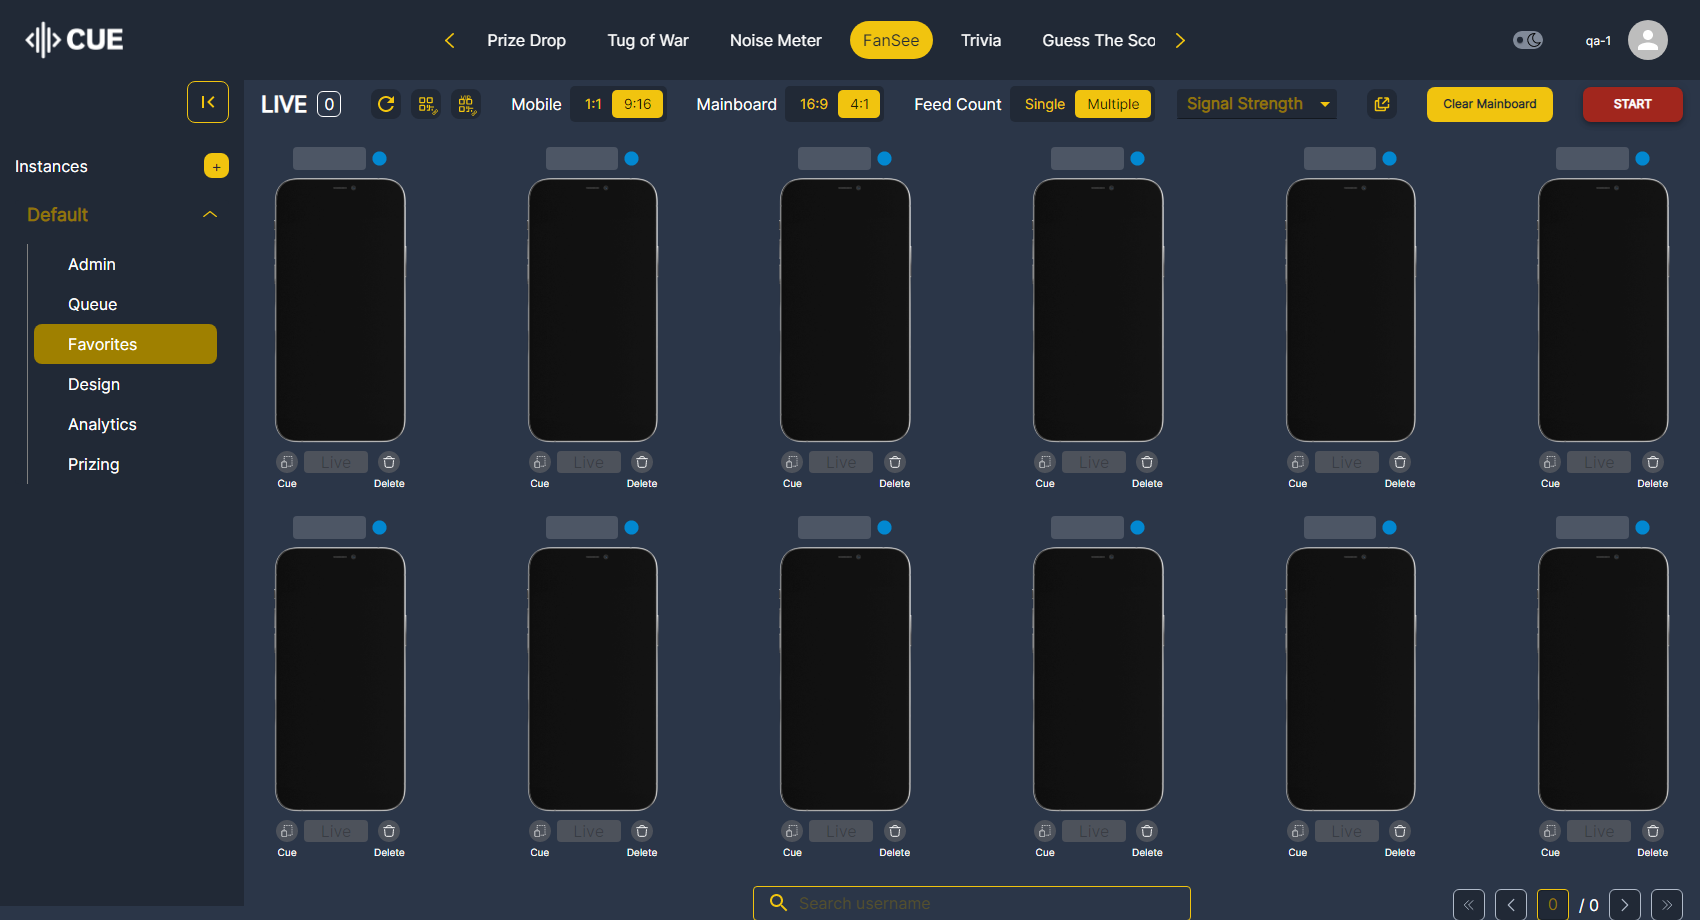 CUE
Prize Drop Tug of War Noise Meter FanSee Trivia Guess The Sco
qa-1
LIVE 0 Mobile 1:1 9:16 Mainboard 16:9 4:1 Feed Count Single Multiple Signal Strength Clear Mainboard START
Instances +
Default
Admin
Queue
Favorites
Design
Analytics
Prizing
Live Live Live Live Live Live
Cue Delete Cue Delete Cue Delete Cue Delete Cue Delete Cue Delete
Live Live Live Live Live Live
Cue Delete Cue Delete Cue Delete Cue Delete Cue Delete Cue Delete
Search username
0 / 0